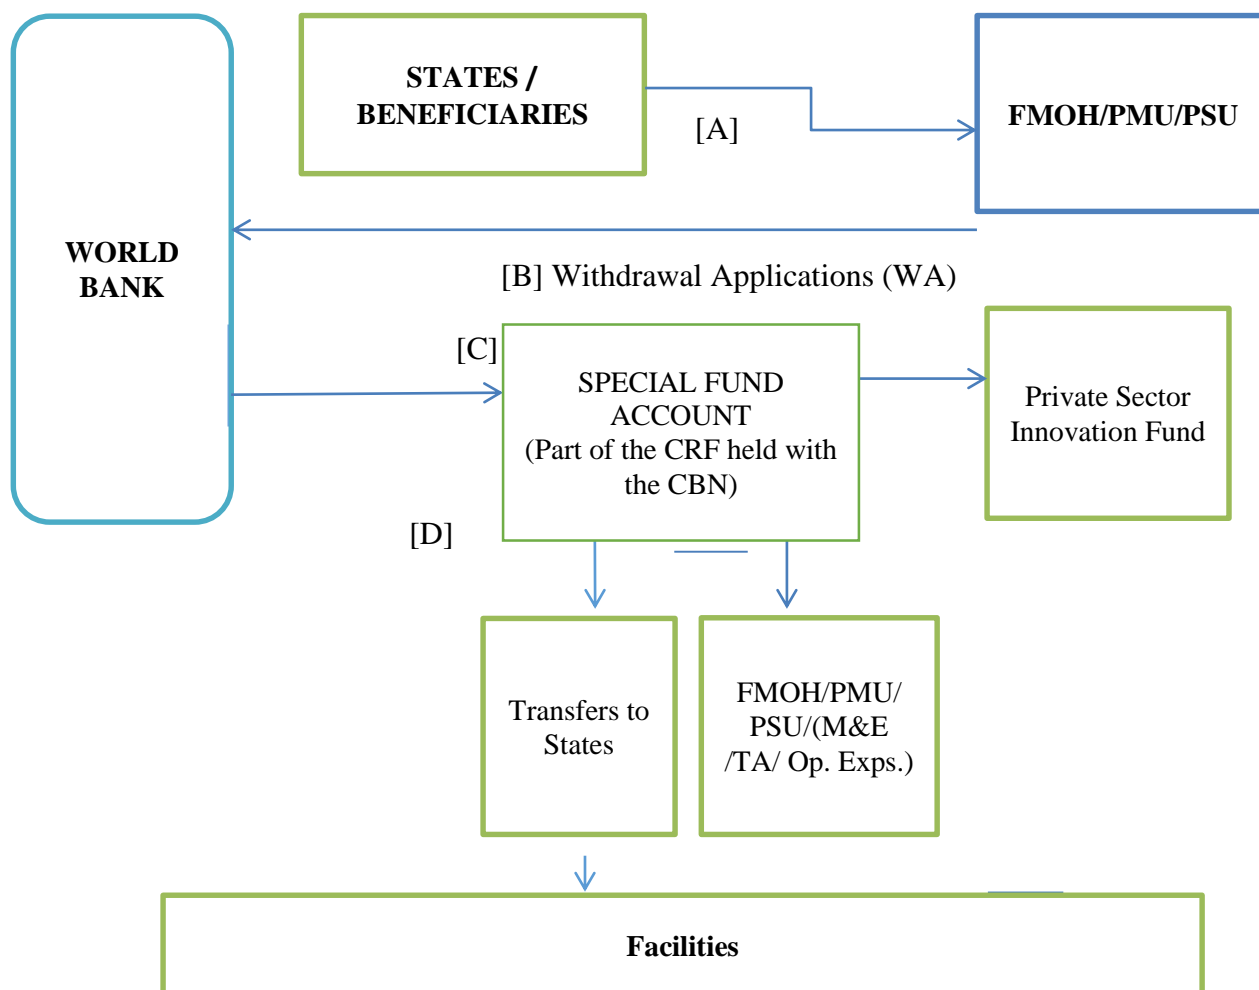 STATES /
BENEFICIARIES
[A]
FMOH/PMU/PSU
WORLD
BANK
[B] Withdrawal Applications (WA)
[C]
SPECIAL FUND
ACCOUNT
(Part of the CRF held with
the CBN)
Private Sector
Innovation Fund
[D]
Transfers to
States
FMOH/PMU/
PSU/(M&E
/TA/ Op. Exps.)
Facilities